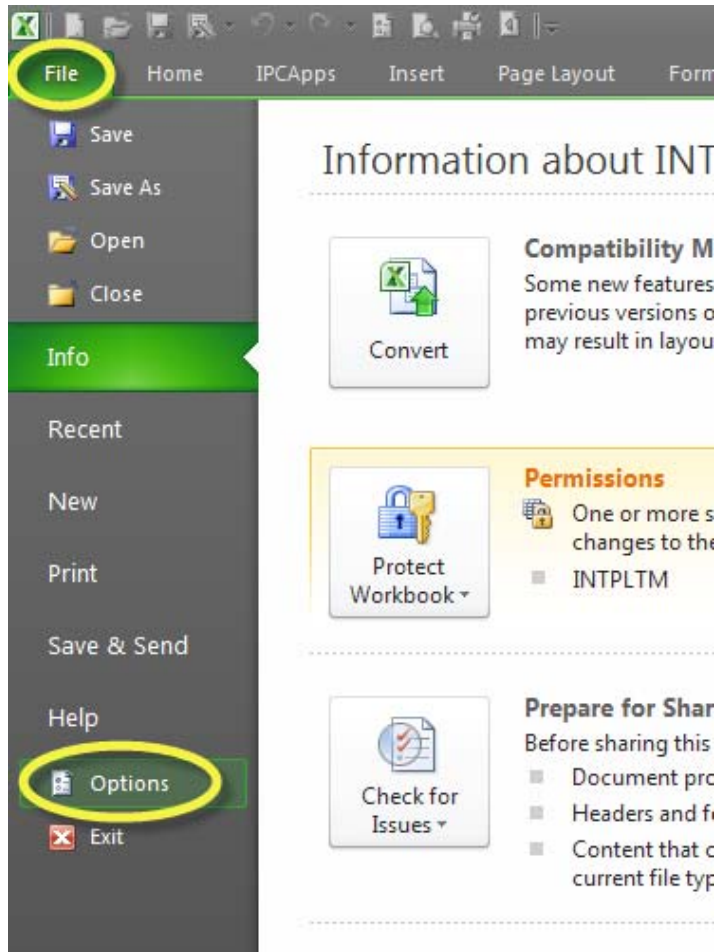 File Home IPCApps Insert Page Layout Form
Save
Save As
Open
Close
Info
Recent
New
Print
Save & Send
Help
Options
Exit
Information about INT
Convert
Compatibility M
Some new features
previous versions o
may result in layou
Protect
Workbook
Permissions
One or more s
changes to the
INTPLTM
Check for
Issues
Prepare for Shar
Before sharing this
Document pro
Headers and fo
Content that c
current file typ